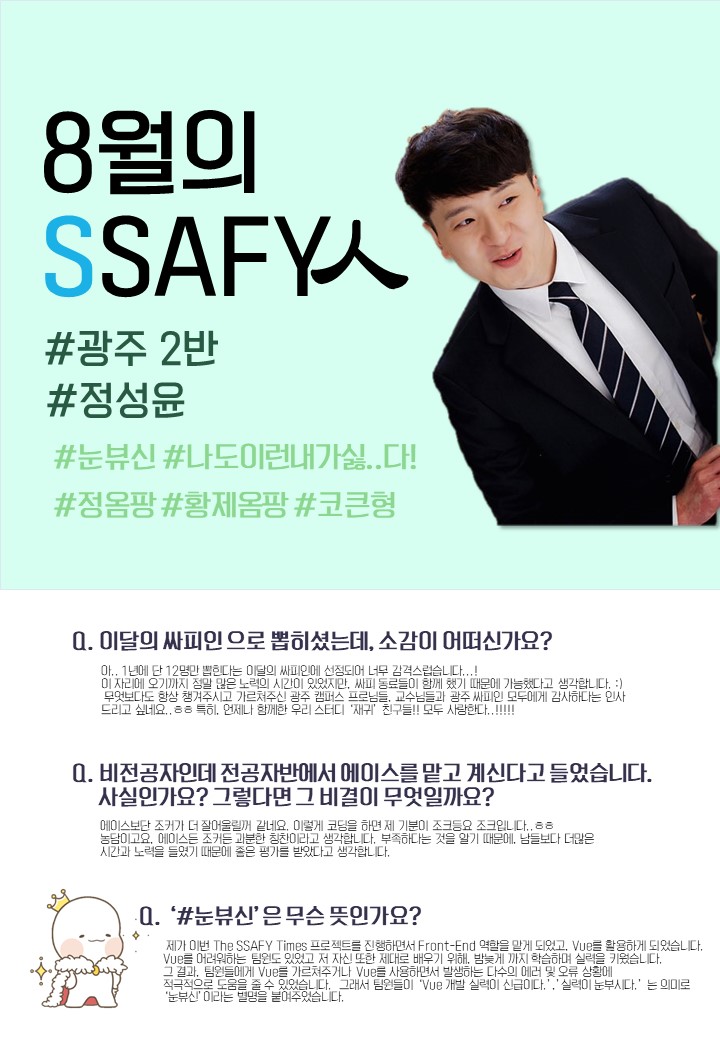 8월의
SSAFY人
#광주 2반
#정성윤
#눈뷰신 #나도이런내가싫..다!
#정옴팡 #황제옴팡 #코큰형
Q. 이달의 싸피인 으로 뽑히셨는데, 소감이 어떠신가요?
아.. 1년에 단 12명만 뽑힌다는 이달의 싸피인에 선정되어 너무 감격스럽습니다...!
이 자리에 오기까지 정말 많은 노력의 시간이 있었지만, 싸피 동료들이 함께 했기 때문에 가능했다고 생각합니다. :)
무엇보다도 항상 챙겨주시고 가르쳐주신 광주 캠퍼스 프로님들, 교수님들과 광주 싸피인 모두에게 감사하다는 인사
드리고 싶네요..ㅎㅎ 특히, 언제나 함께한 우리 스터디 '재귀' 친구들!! 모두 사랑한다..!!!!!
Q. 비전공자인데 전공자반에서 에이스를 맡고 계신다고 들었습니다.
사실인가요? 그렇다면 그 비결이 무엇일까요?
에이스보단 조커가 더 잘어울릴꺼 같네요. 이렇게 코딩을 하면 제 기분이 조크등요 조크입니다..ㅎㅎ
농담이고요, 에이스든 조커든 과분한 칭찬이라고 생각합니다. 부족하다는 것을 알기 때문에, 남들보다 더많은
시간과 노력을 들였기 때문에 좋은 평가를 받았다고 생각합니다.
Q. '#눈뷰신' 은 무슨 뜻인가요?
제가 이번 The SSAFY Times 프로젝트를 진행하면서 Front-End 역할을 맡게 되었고, Vue를 활용하게 되었습니다.
Vue를 어려워하는 팀원도 있었고 저 자신 또한 제대로 배우기 위해, 밤늦게 까지 학습하며 실력을 키웠습니다.
그 결과, 팀원들에게 Vue를 가르쳐주거나 Vue를 사용하면서 발생하는 다수의 에러 및 오류 상황에
적극적으로 도움을 줄 수 있었습니다. 그래서 팀원들이 'Vue 개발 실력이 신급이다.', '실력이 눈부시다.' 는 의미로
'눈뷰신'이라는 별명을 붙여주었습니다.